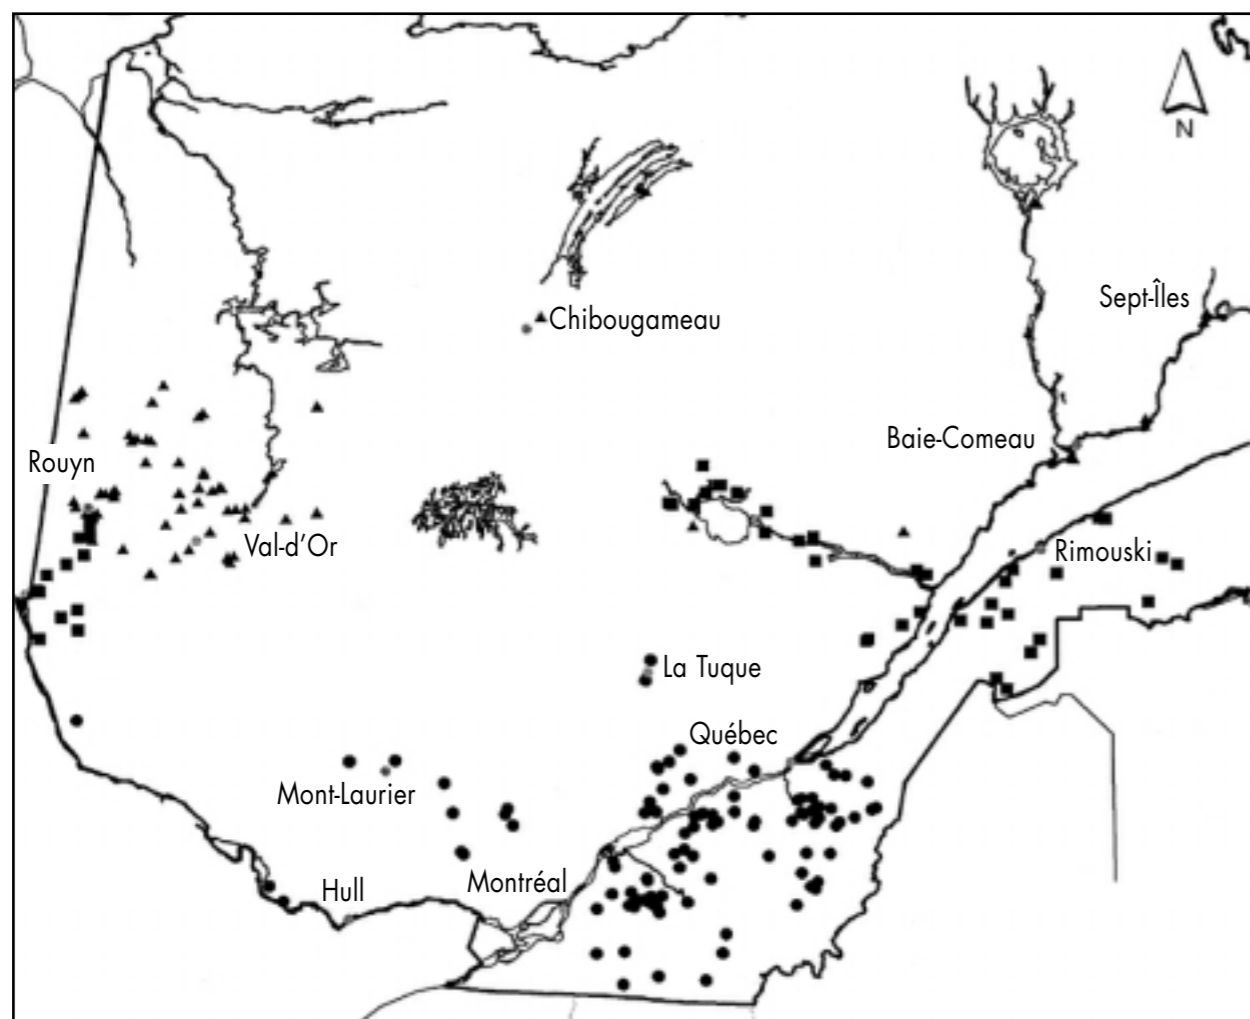 N
Sept-Îles
Chibougameau
Baie-Comeau
Rouyn
Val-d'Or
Rimouski
La Tuque
Québec
Mont-Laurier
Hull
Montréal